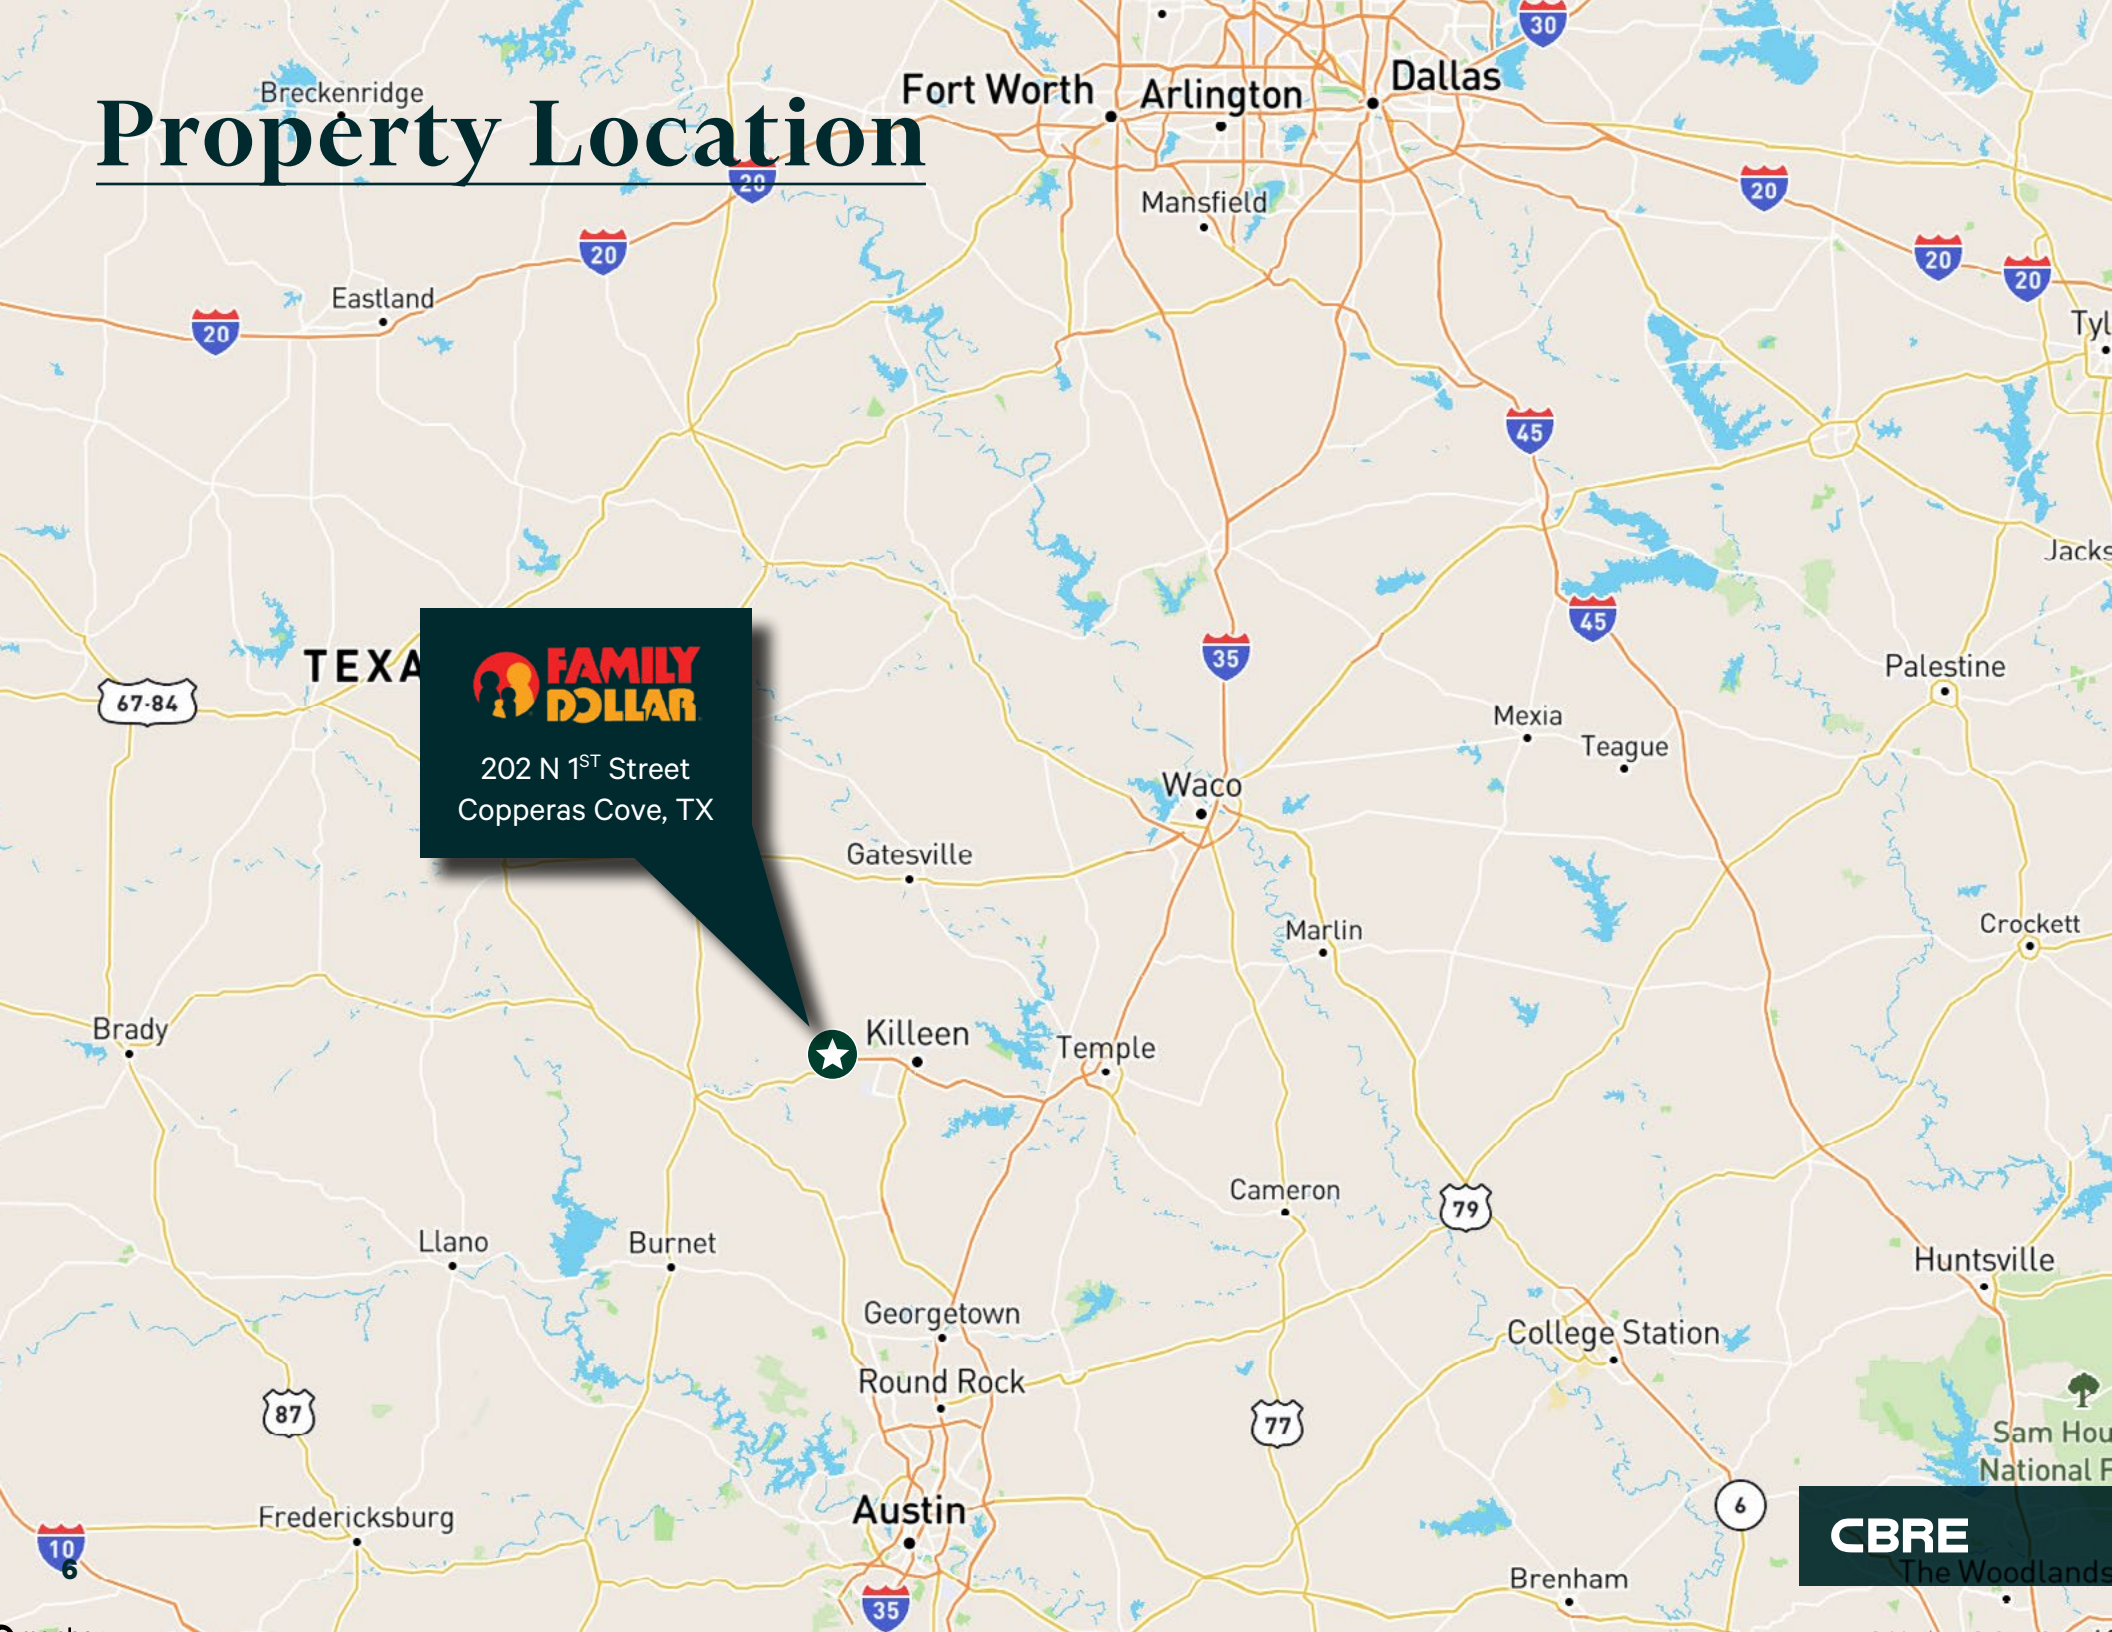 30
Breckenridge
Fort Worth
Arlington
Dallas
Property Location
20
20
Mansfield
20
20
20
Eastland
20
Tyl
45
Jacks
45
TEXA
35
Palestine
67-84
FAMILY
DOLLAR
Mexia
Teague
202 N 1ST Street
Copperas Cove, TX
Waco
Gatesville
Marlin
Crockett
Brady
Killeen
Temple
Cameron
79
Llano
Burnet
Huntsville
Georgetown
College Station
Round Rock
87
77
Sam Hou
National F
6
Austin
Fredericksburg
CBRE
10
6
The Woodlands
Brenham
35